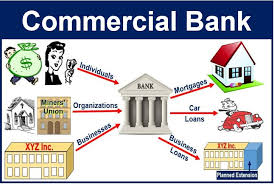 Commercial Bank
Individuals
Miners'
Union
Organizations
Businesses
XYZ Inc.
BANK
Mortgages
Car
Loans
Business
Loans
XYZ Inc.
Planned Extension